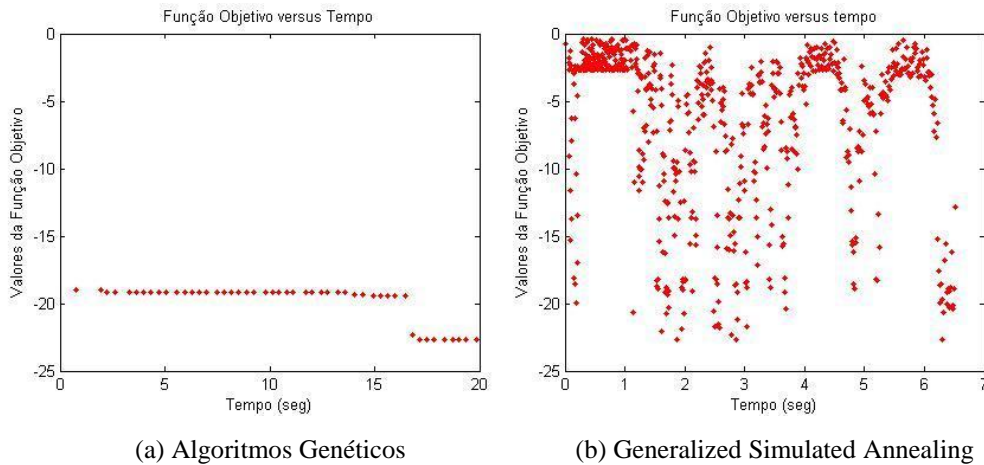 Função Objetivo versus Tempo
Valores da Função Objetivo
0
-5
-10
-15
-20
-25
0 5 10 15 20
Tempo (seg)
(a) Algoritmos Genéticos
Função Objetivo versus tempo
Valores da Função Objetivo
0
-5
-10
-15
-20
-25
0 1 2 3 4 5 6 7
Tempo (seg)
(b) Generalized Simulated Annealing